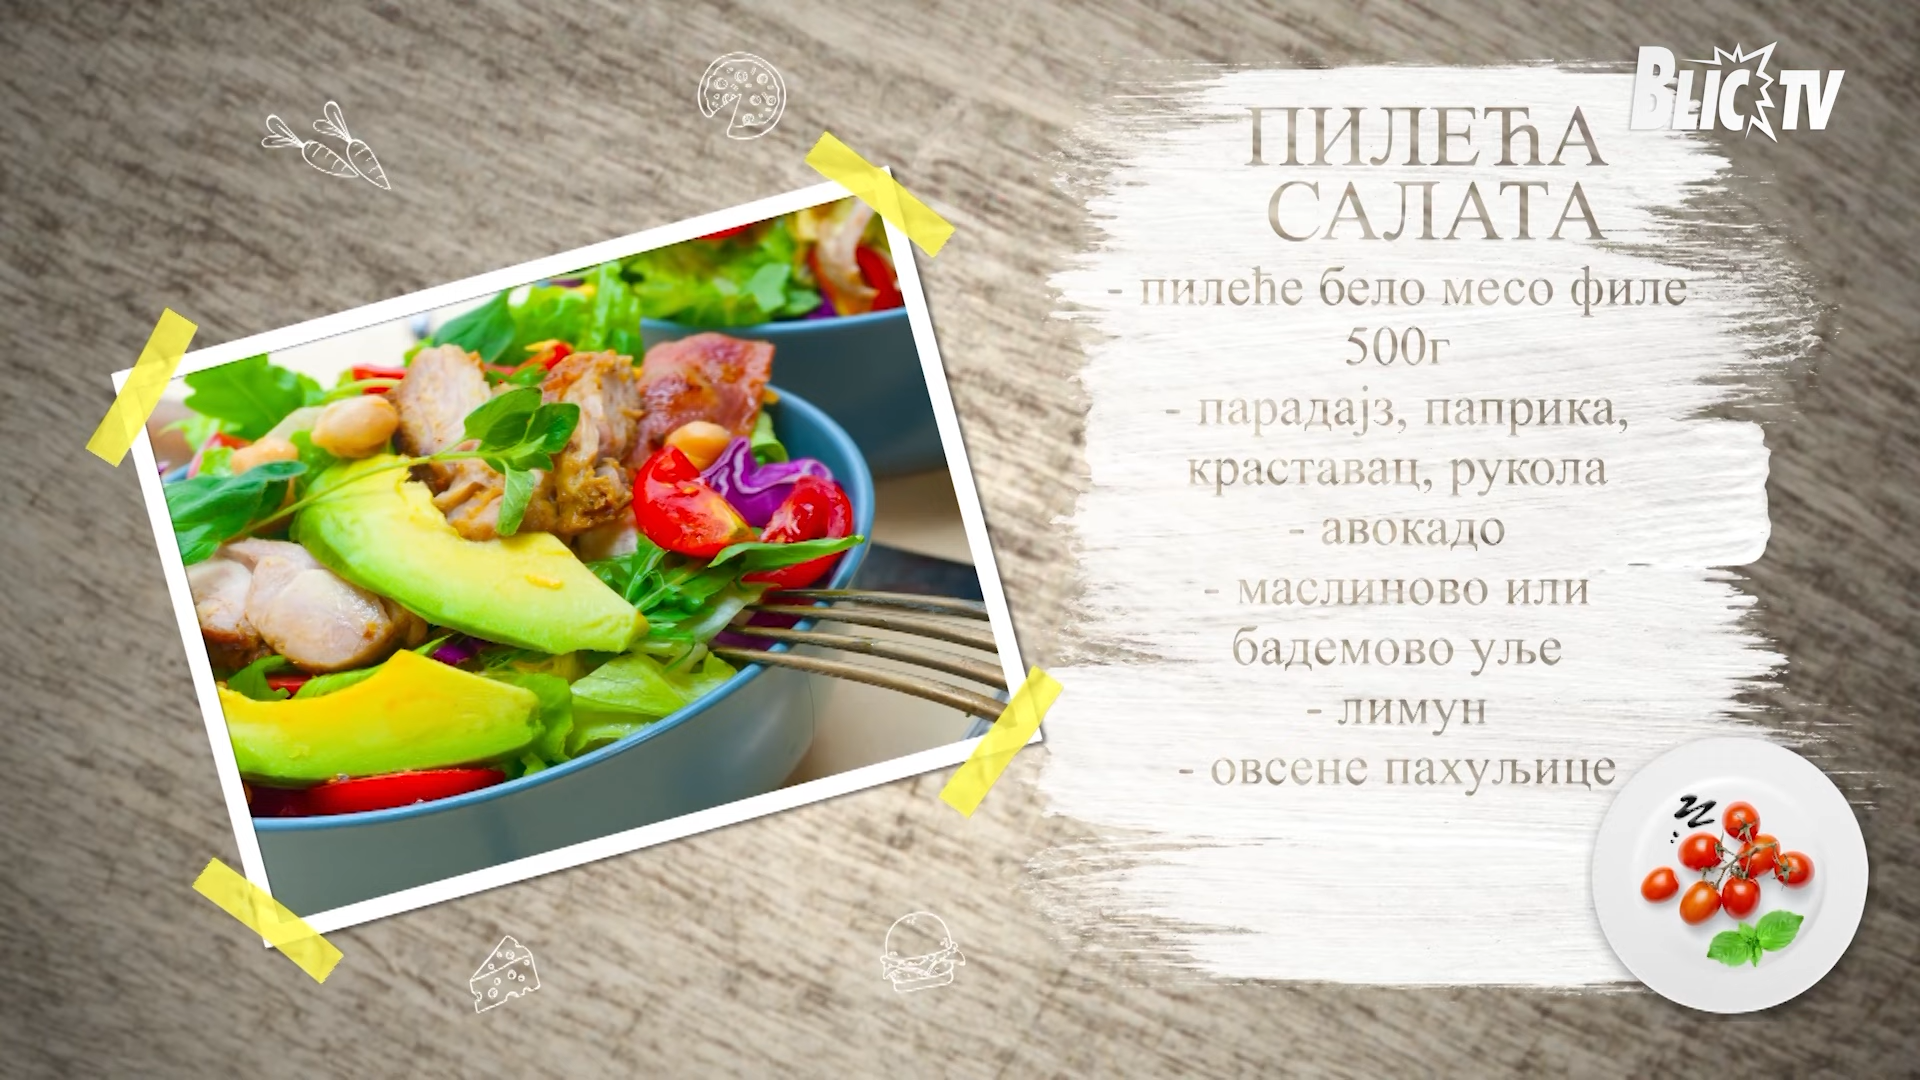 BLIC TV
ПИЛЕЋА
САЛАТА
- пилеће бело месо филе
500г
- парадајз, паприка,
краставац, рукола
- авокадо
- маслиново или
бадемово уље
- лимун
- овсене пахуљице